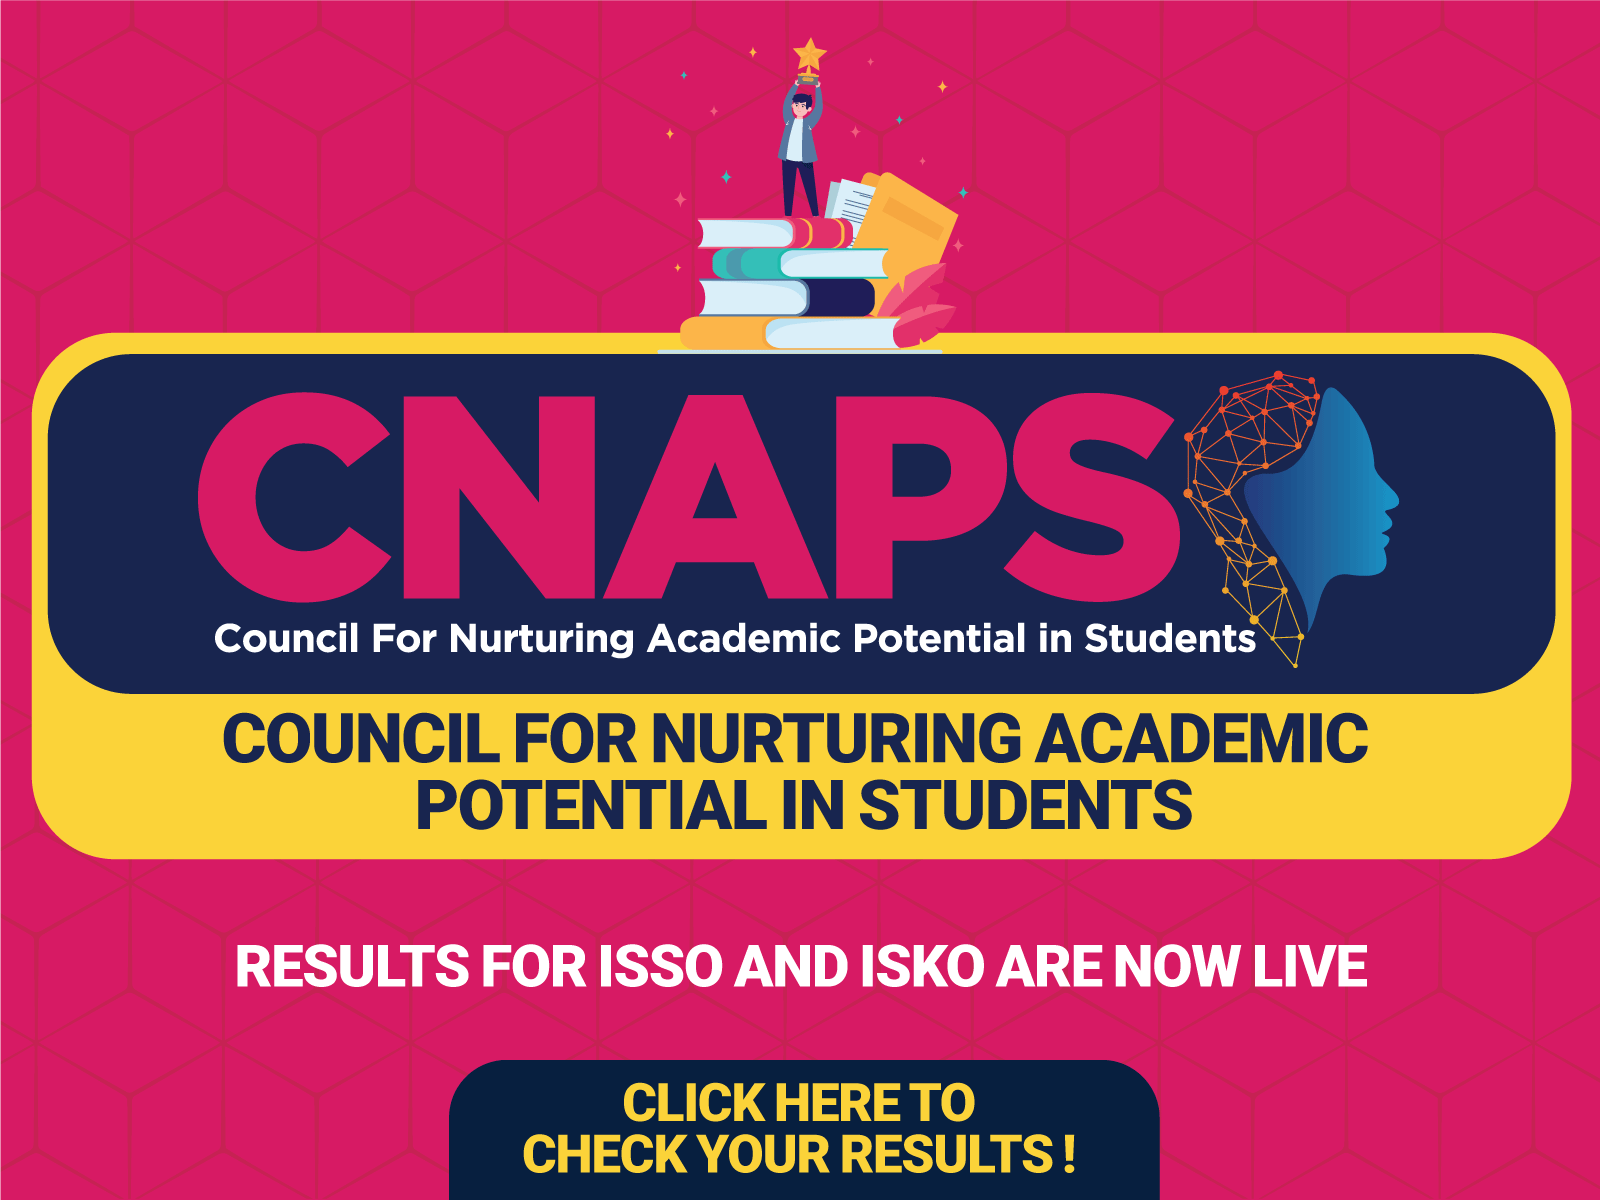 CNAPS
Council For Nurturing Academic Potential in Students
COUNCIL FOR NURTURING ACADEMIC
POTENTIAL IN STUDENTS
RESULTS FOR ISSO AND ISKO ARE NOW LIVE
CLICK HERE TO
CHECK YOUR RESULTS !